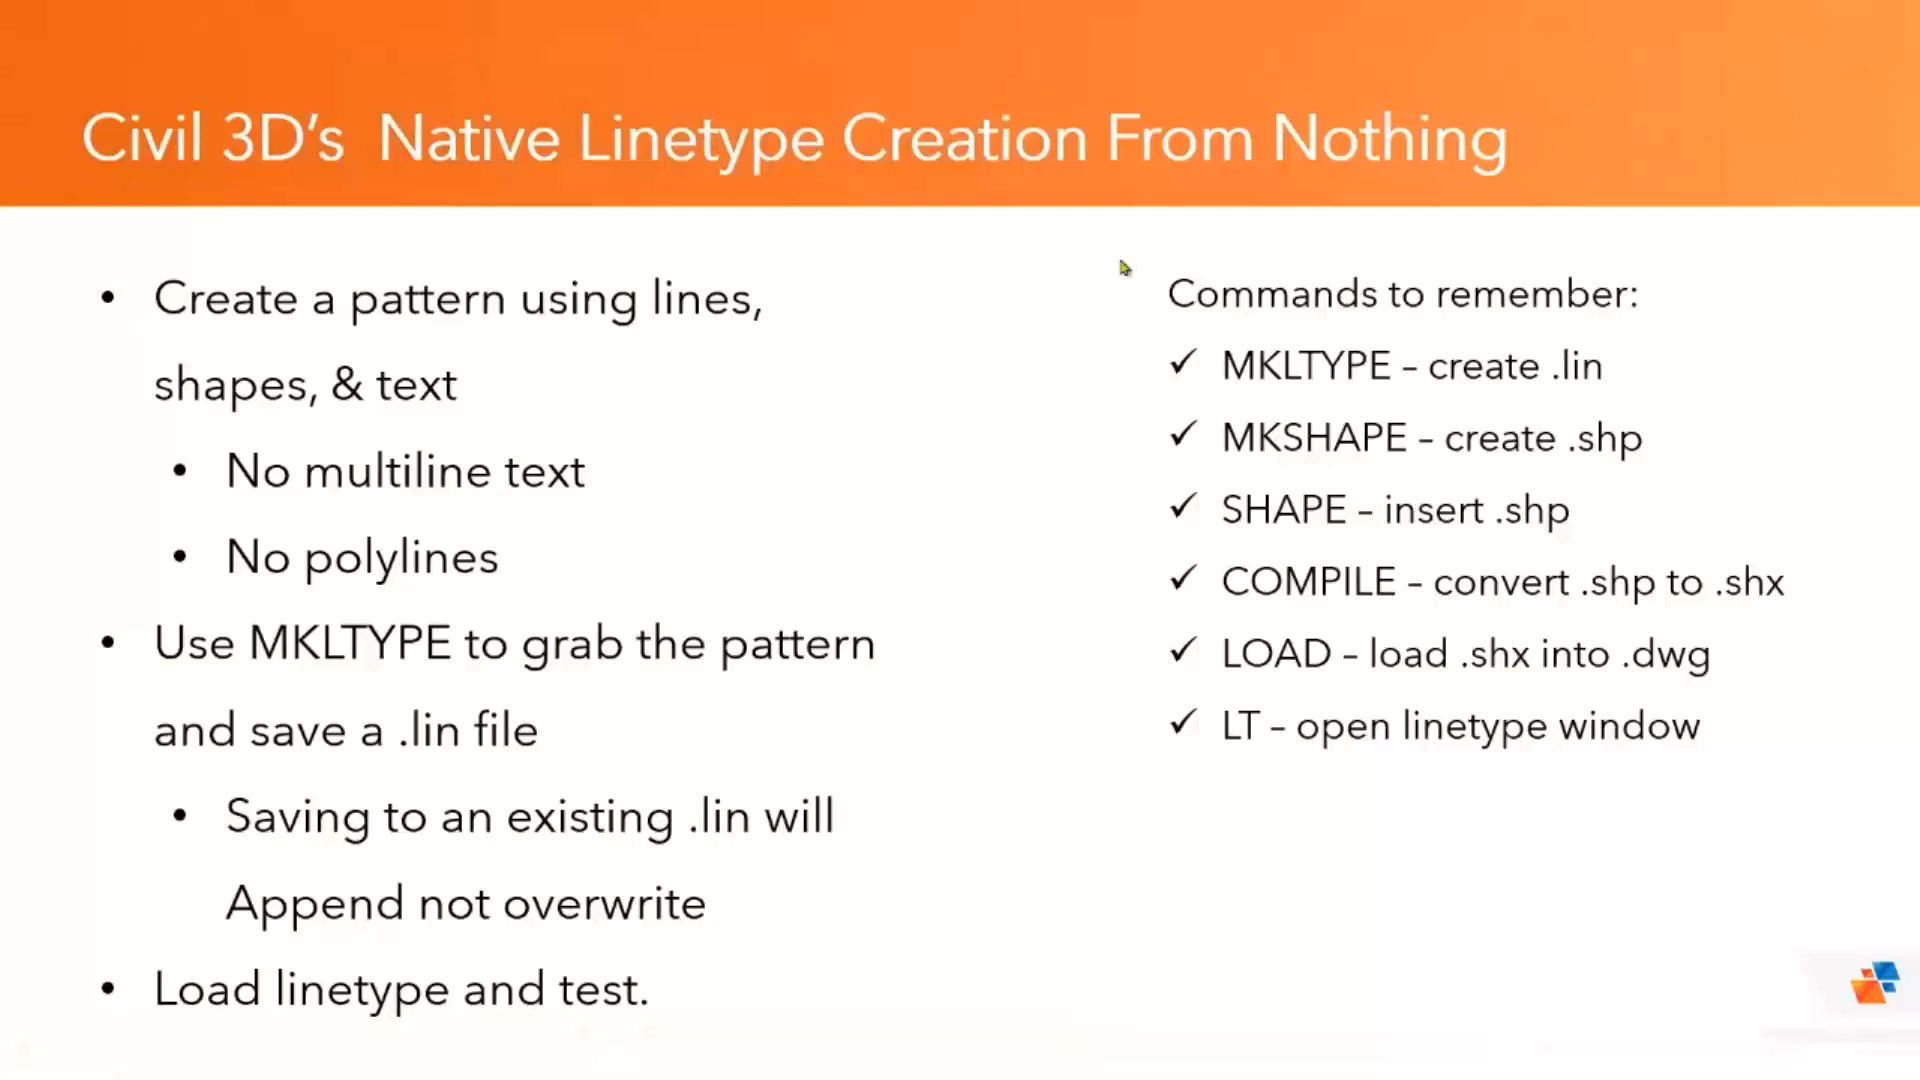 Civil 3D's Native Linetype Creation From Nothing
• Create a pattern using lines,
shapes, & text
• No multiline text
• No polylines
• Use MKLTYPE to grab the pattern
and save a .lin file
• Saving to an existing .lin will
Append not overwrite
• Load linetype and test.
Commands to remember:
✓ MKLTYPE – create .lin
✓ MKSHAPE – create .shp
✓ SHAPE – insert .shp
✓ COMPILE – convert .shp to .shx
✓ LOAD – load .shx into .dwg
✓ LT – open linetype window